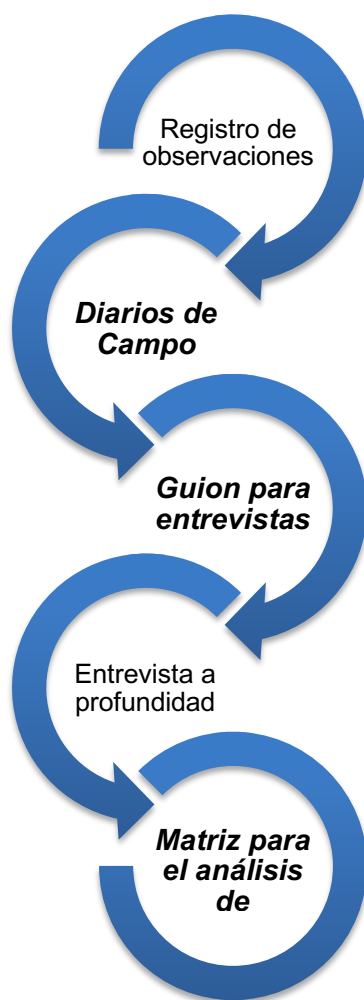 Registro de
observaciones
Diarios de
Campo
Guion para
entrevistas
Entrevista a
profundidad
Matriz para
el análisis
de